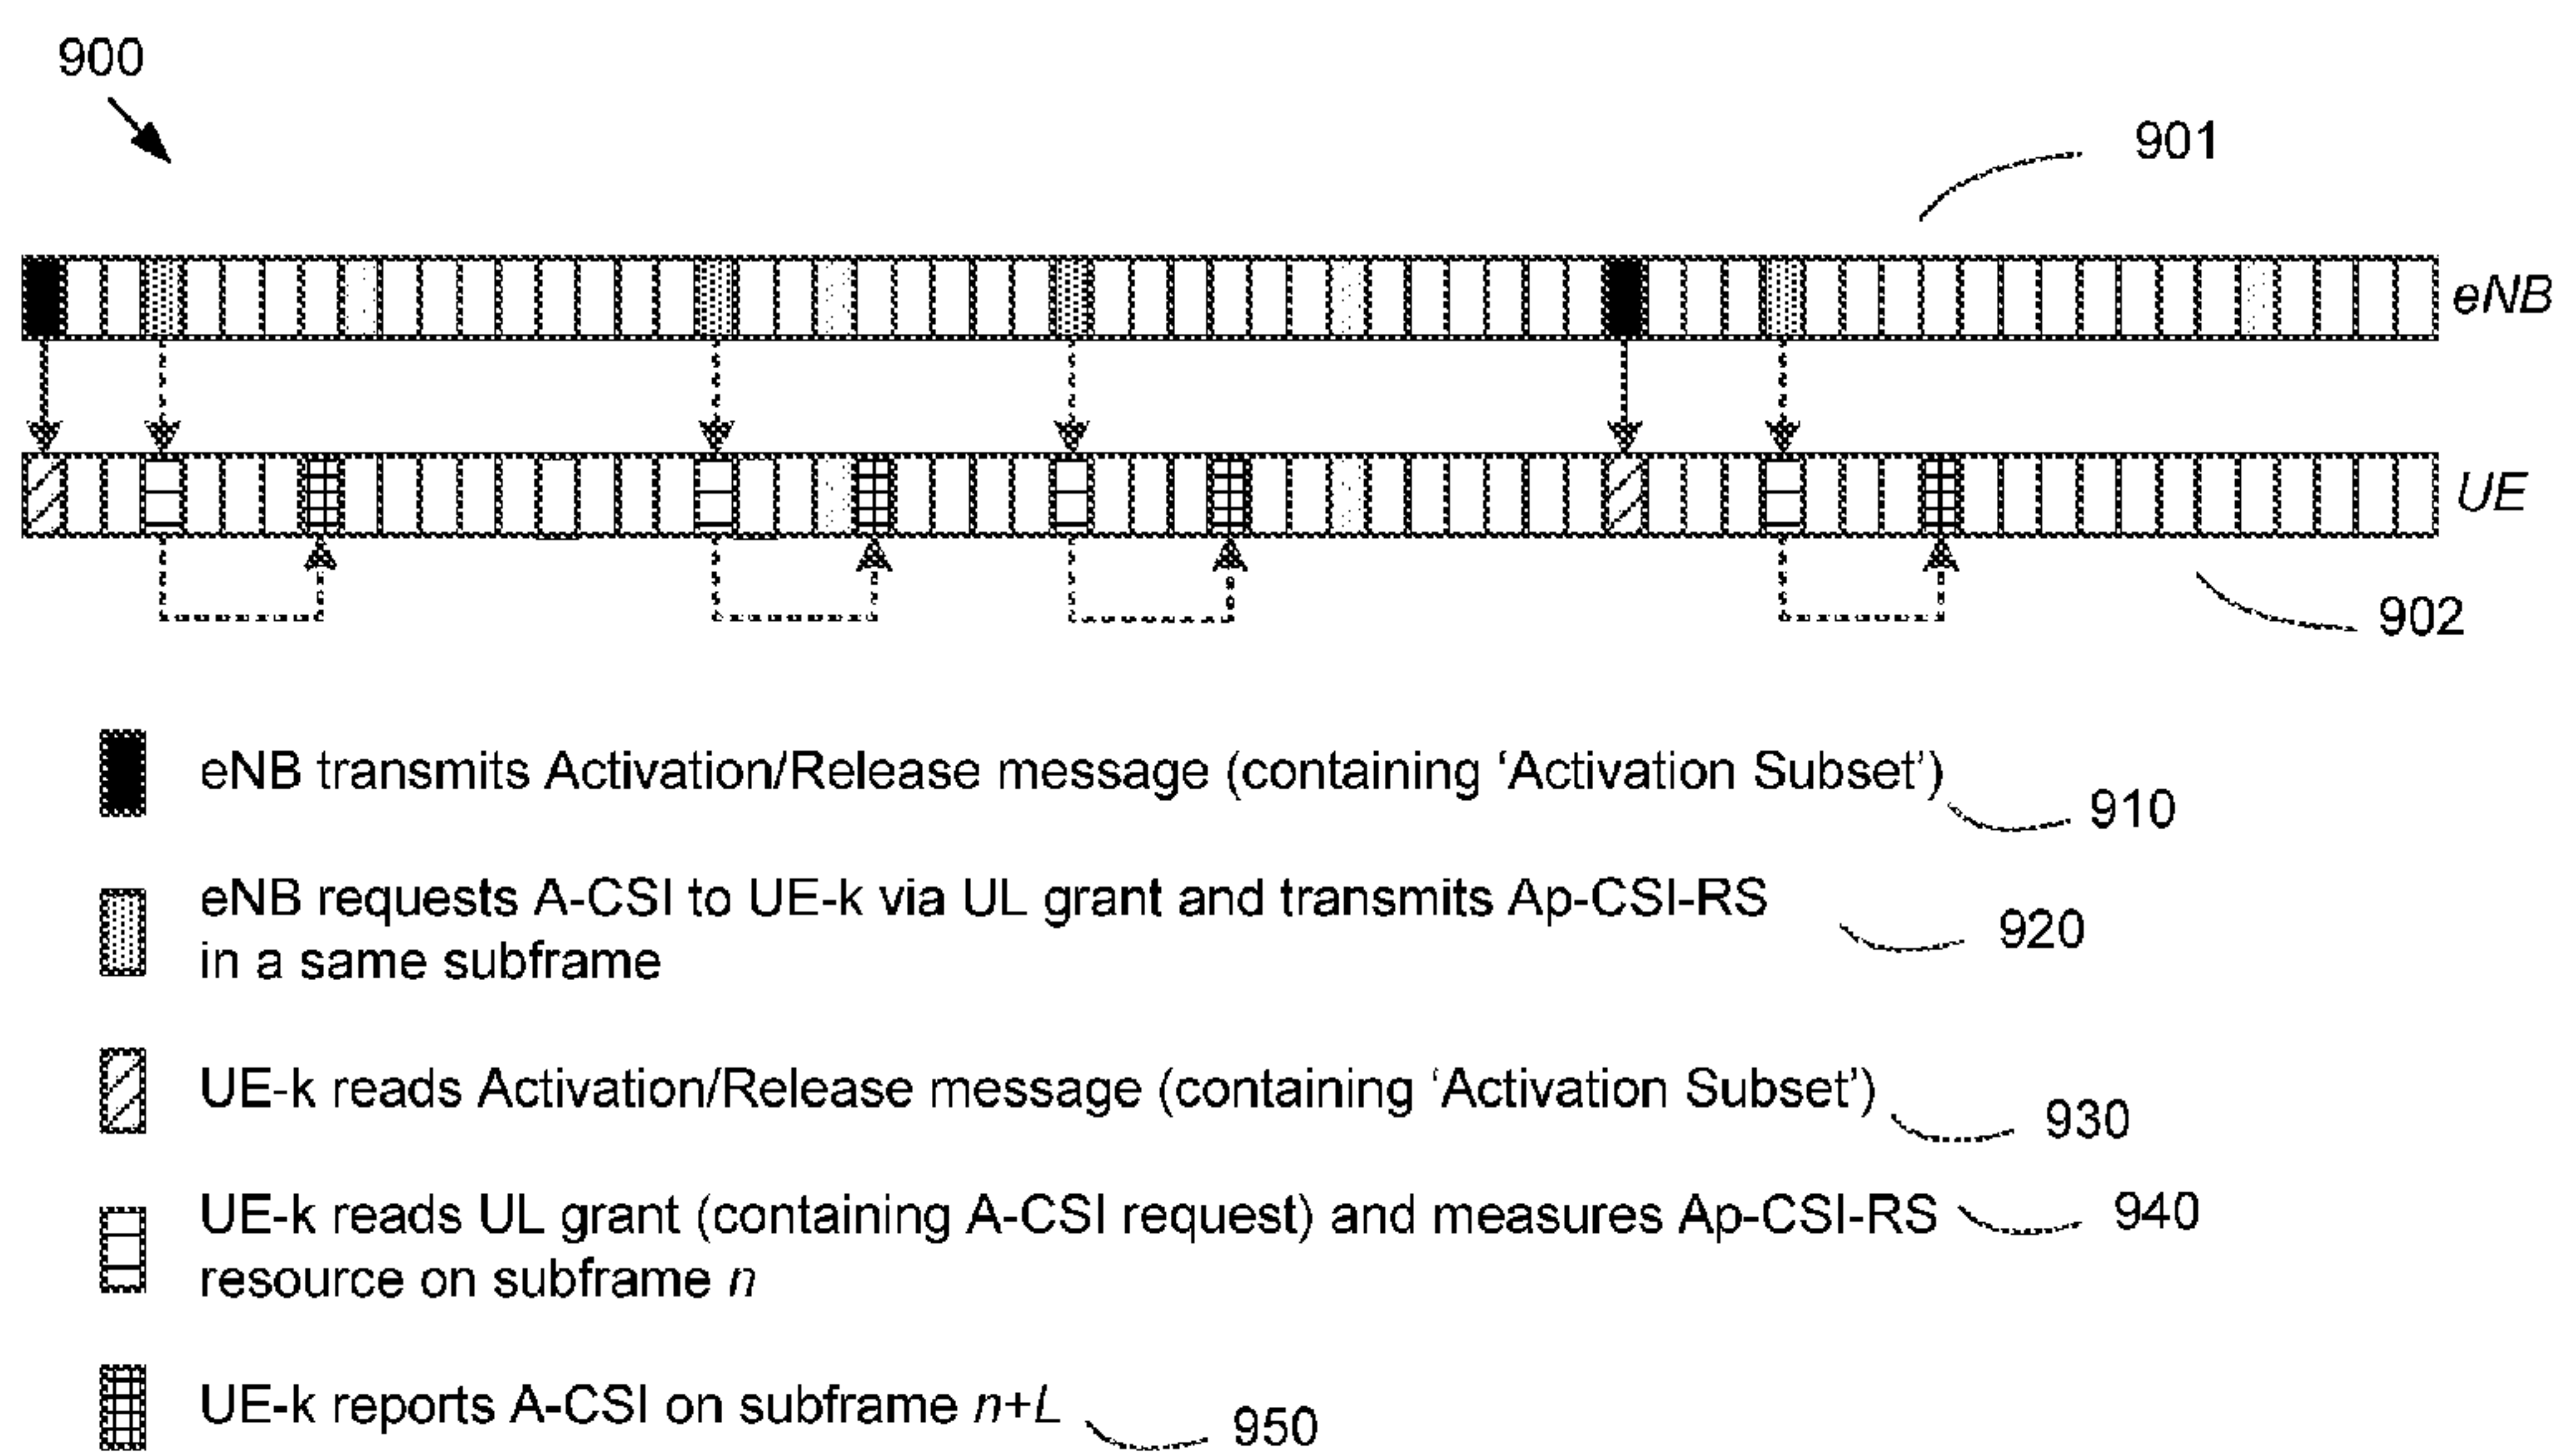 900
901
eNB
UE
902
eNB transmits Activation/Release message (containing ‘Activation Subset’)
910
eNB requests A-CSI to UE-k via UL grant and transmits Ap-CSI-RS
in a same subframe
920
UE-k reads Activation/Release message (containing ‘Activation Subset’)
930
UE-k reads UL grant (containing A-CSI request) and measures Ap-CSI-RS
resource on subframe n
940
UE-k reports A-CSI on subframe n+L
950